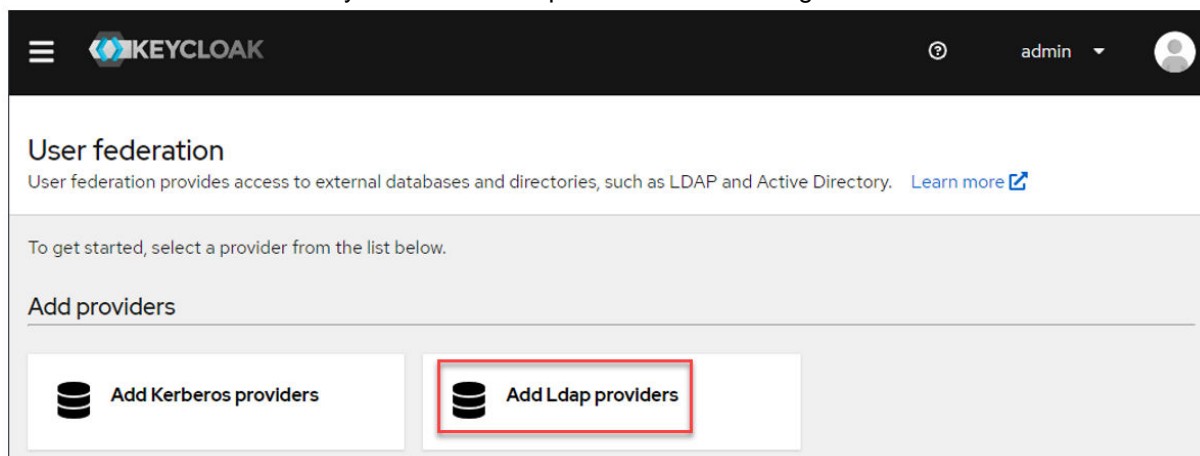 KEYCLOAK
admin
User federation
User federation provides access to external databases and directories, such as LDAP and Active Directory. Learn more
To get started, select a provider from the list below.
Add providers
Add Kerberos providers
Add Ldap providers